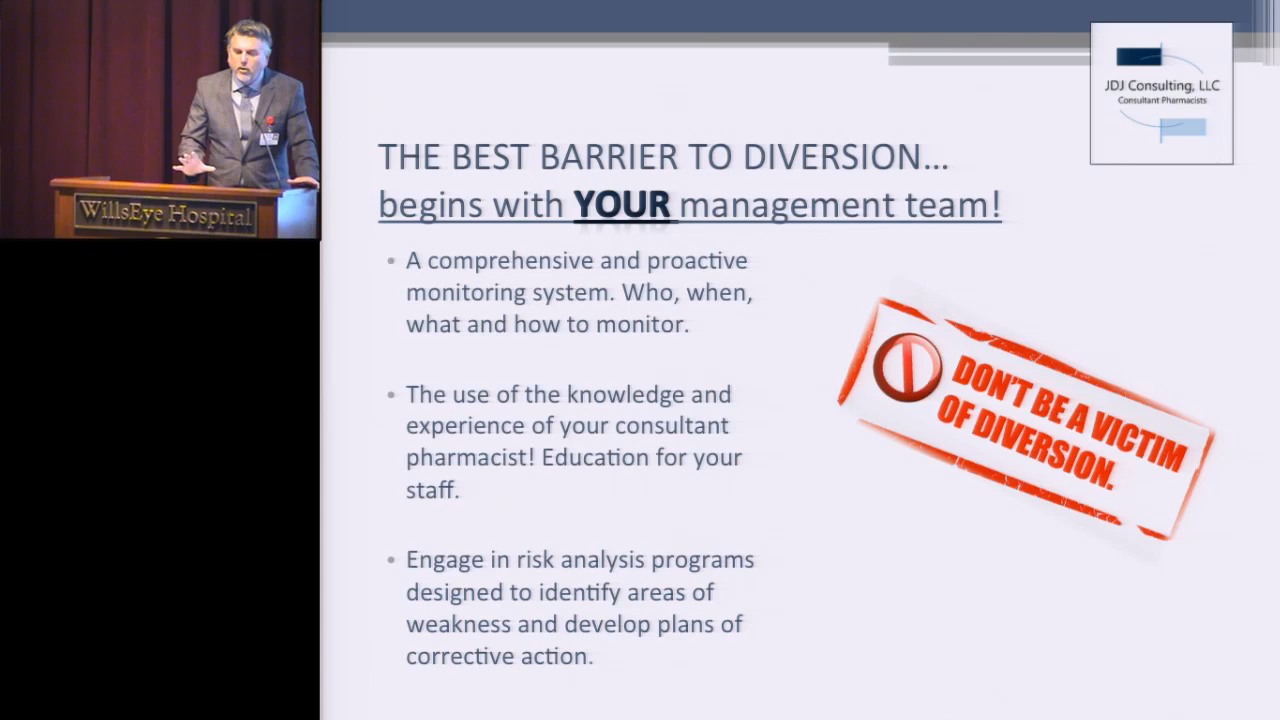 WillsEye Hospital
JDJ Consulting, LLC
Consultant Pharmacists
THE BEST BARRIER TO DIVERSION...
begins with YOUR management team!
• A comprehensive and proactive
monitoring system. Who, when,
what and how to monitor.
• The use of the knowledge and
experience of your consultant
pharmacist! Education for your
staff.
• Engage in risk analysis programs
designed to identify areas of
weakness and develop plans of
corrective action.
DON'T BE A VICTIM
OF DIVERSION.